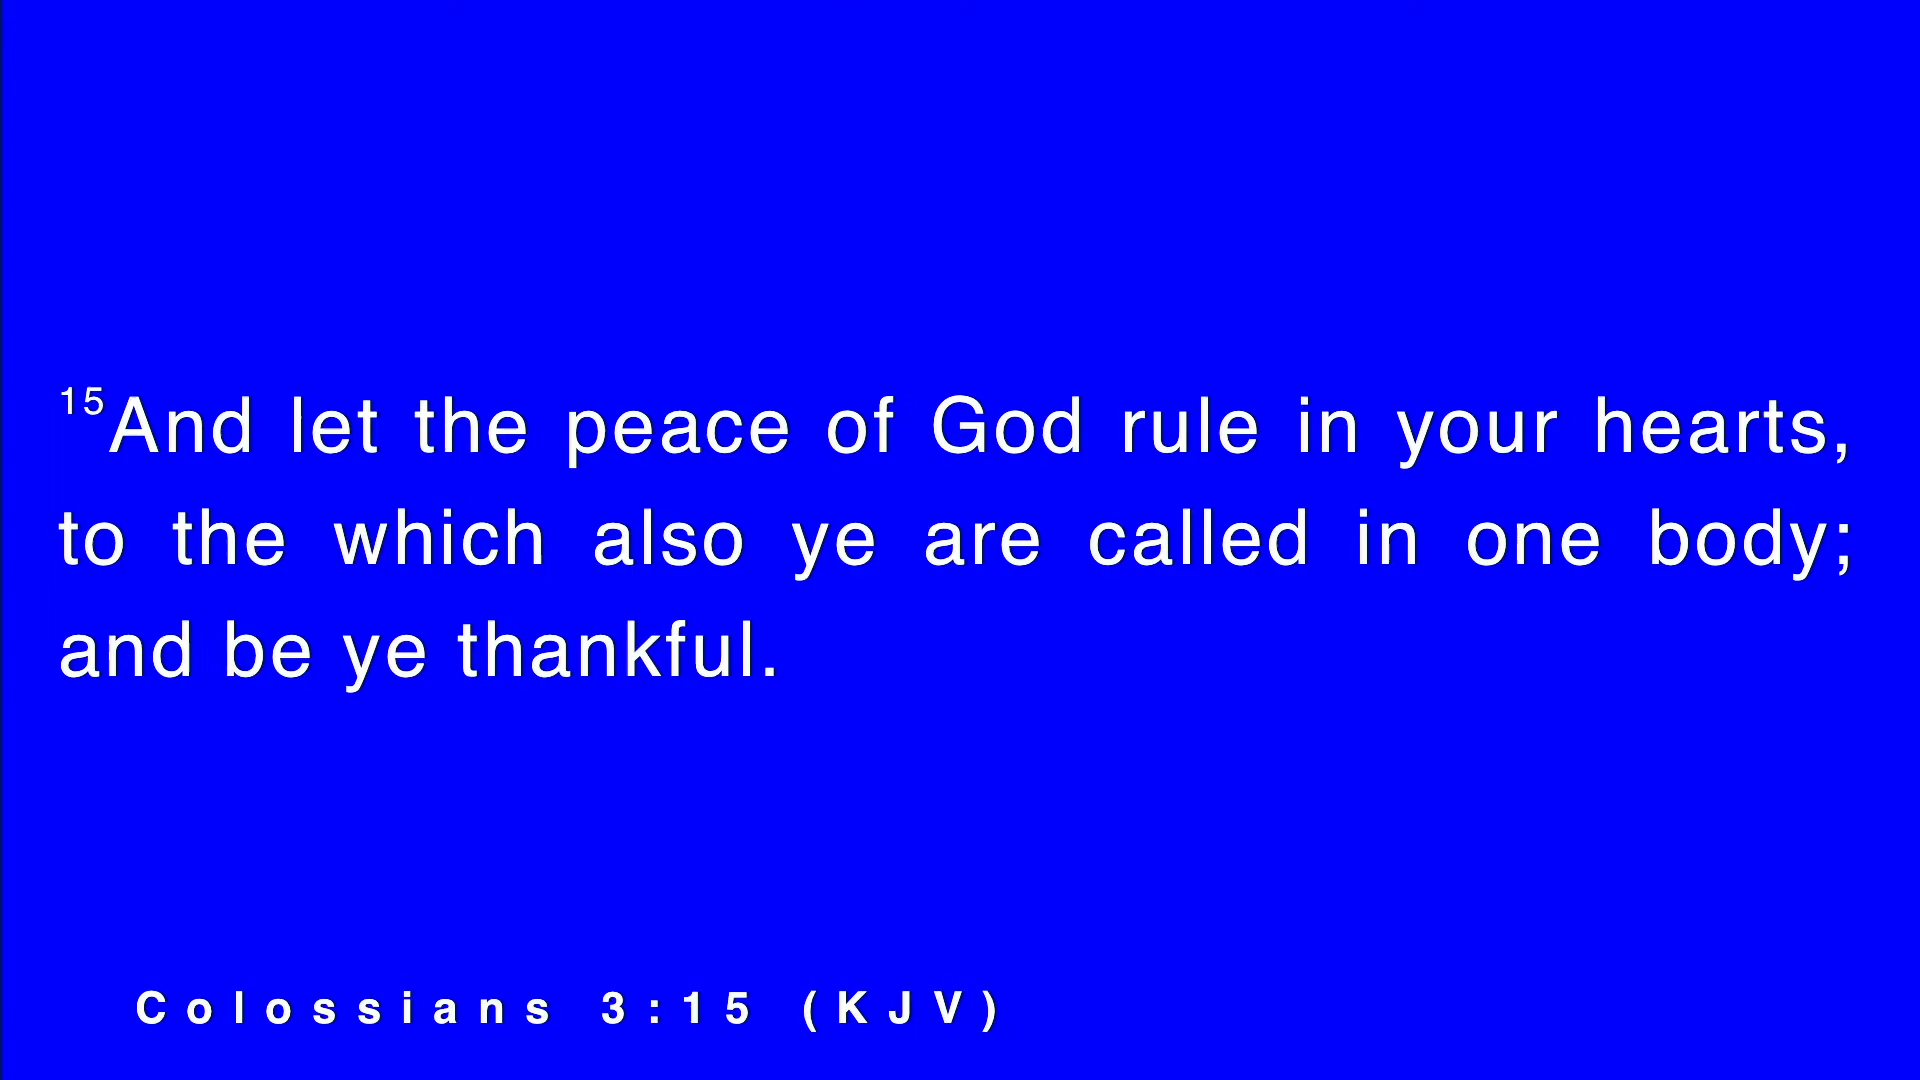 15And let the peace of God rule in your hearts,
to the which also ye are called in one body;
and be ye thankful.
Colossians 3:15 (KJV)